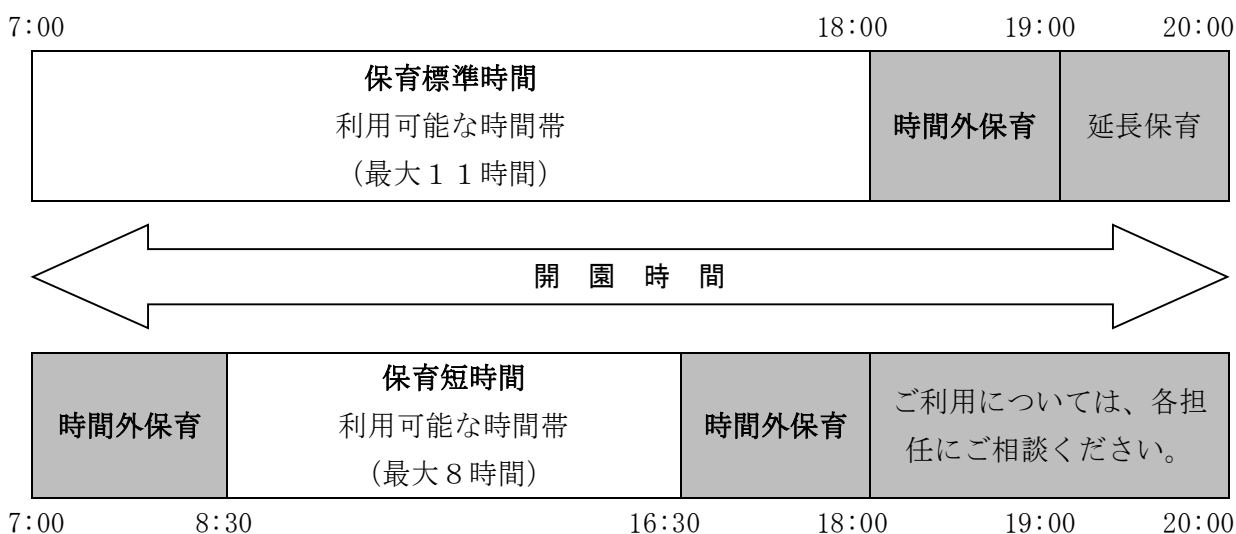 7:00 18:00 19:00 20:00
保育標準時間
利用可能な時間帯
(最大１１時間)
時間外保育
延長保育
開　園　時　間
時間外保育
保育短時間
利用可能な時間帯
(最大８時間)
時間外保育
ご利用については、各担
任にご相談ください。
7:00 8:30 16:30 18:00 19:00 20:00